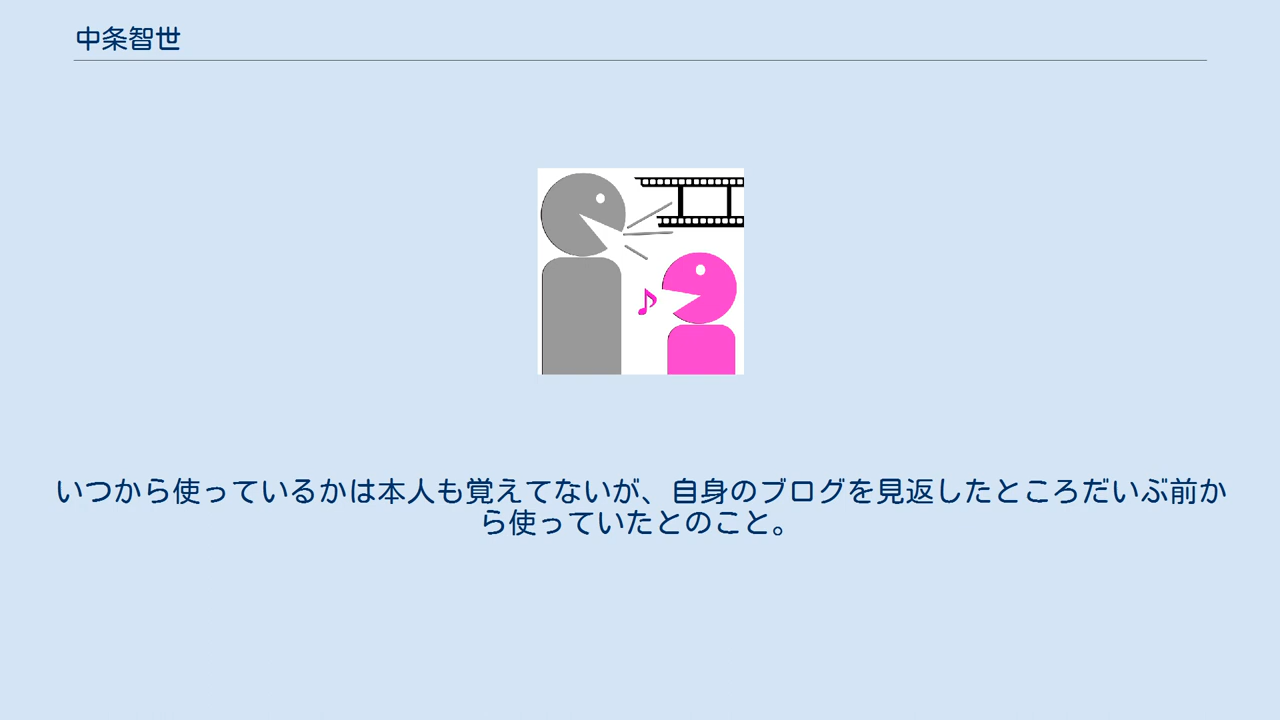 中条智世
いつから使っているかは本人も覚えてないが、自身のブログを見返したところだいぶ前か
ら使っていたとのこと。